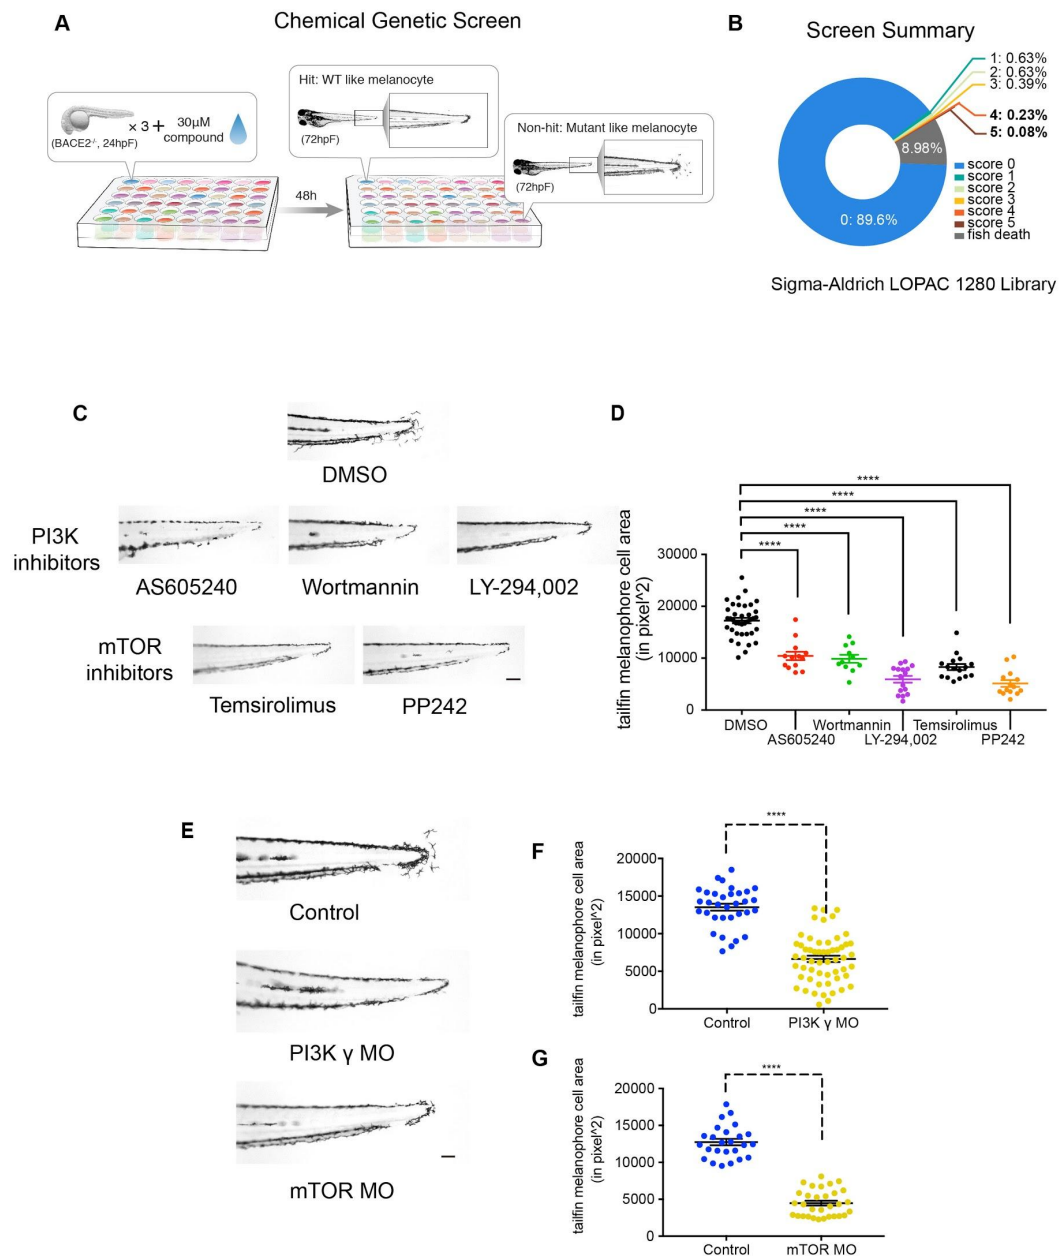 A
Chemical Genetic Screen
(BACE2-/-, 24hpF)
× 3 +
30μM
compound
Hit: WT like melanocyte
(72hpF)
48h
Non-hit: Mutant like melanocyte
(72hpF)
B
Screen Summary
1: 0.63%
2: 0.63%
3: 0.39%
4: 0.23%
5: 0.08%
8.98%
0: 89.6%
score 0
score 1
score 2
score 3
score 4
score 5
fish death
Sigma-Aldrich LOPAC 1280 Library
C
DMSO
PI3K
inhibitors
AS605240
Wortmannin
LY-294,002
mTOR
inhibitors
Temsirolimus
PP242
D
****
****
****
****
****
tailfin melanophore cell area
(in pixel^2)
30000
20000
10000
0
DMSO
AS605240
Wortmannin
LY-294,002
Temsirolimus
PP242
E
Control
PI3K γ MO
mTOR MO
F
****
tailfin melanophore cell area
(in pixel^2)
20000
15000
10000
5000
0
Control
PI3K γ MO
G
****
tailfin melanophore cell area
(in pixel^2)
20000
15000
10000
5000
0
Control
mTOR MO